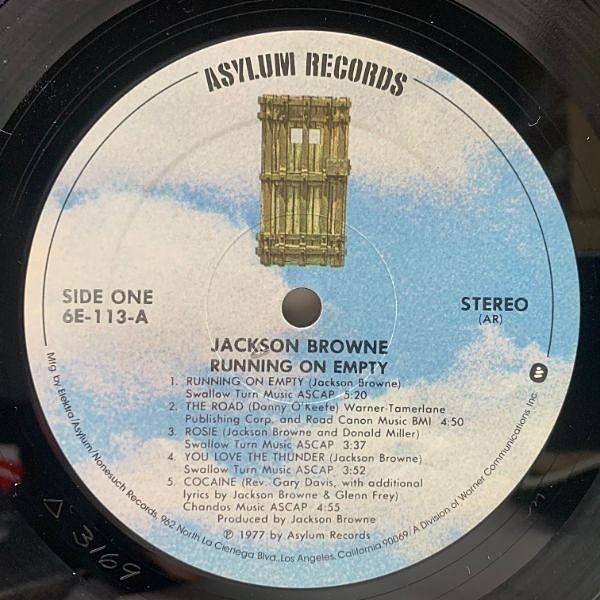 ASYLUM RECORDS
SIDE ONE
6E-113-A
STEREO
(AR)
JACKSON BROWNE
RUNNING ON EMPTY
1. RUNNING ON EMPTY (Jackson Browne)
Swallow Turn Music ASCAP 5:20
2. THE ROAD (Danny O'Keefe) Warner-Tamerlane
Publishing Corp. and Road Canon Music BMI 4:50
3. ROSIE (Jackson Browne and Donald Miller)
Swallow Turn Music ASCAP 3:37
4. YOU LOVE THE THUNDER (Jackson Browne)
Swallow Turn Music ASCAP 3:52
5. COCAINE (Rev. Gary Davis, with additional
lyrics by Jackson Browne & Glenn Frey)
Chandos Music ASCAP 4:55
Produced by Jackson Browne
℗ 1977 by Asylum Records
Mfg by Elektra/Asylum/Nonesuch Records, 962 North La Cienega Blvd., Los Angeles, California 90069/A Division of Warner Communications Inc.
△ 3169